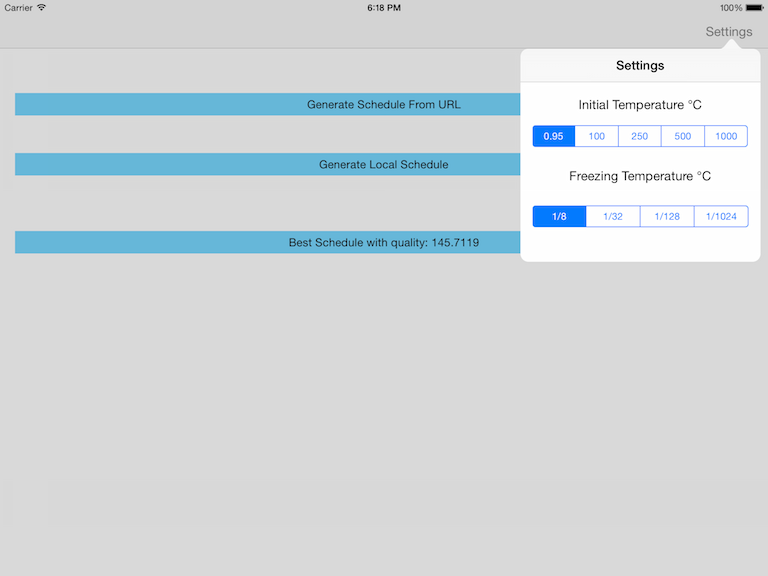 Carrier 6:18 PM 100%
Settings
Settings
Generate Schedule From URL
Initial Temperature °C
0.95 100 250 500 1000
Generate Local Schedule
Freezing Temperature °C
1/8 1/32 1/128 1/1024
Best Schedule with quality: 145.7119